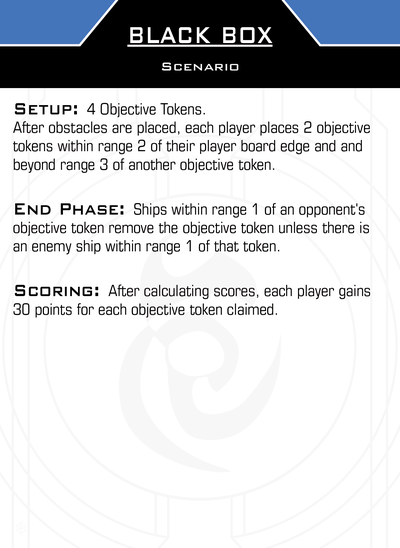 BLACK BOX
SCENARIO
SETUP: 4 Objective Tokens.
After obstacles are placed, each player places 2 objective
tokens within range 2 of their player board edge and and
beyond range 3 of another objective token.
END PHASE: Ships within range 1 of an opponent's
objective token remove the objective token unless there is
an enemy ship within range 1 of that token.
SCORING: After calculating scores, each player gains
30 points for each objective token claimed.